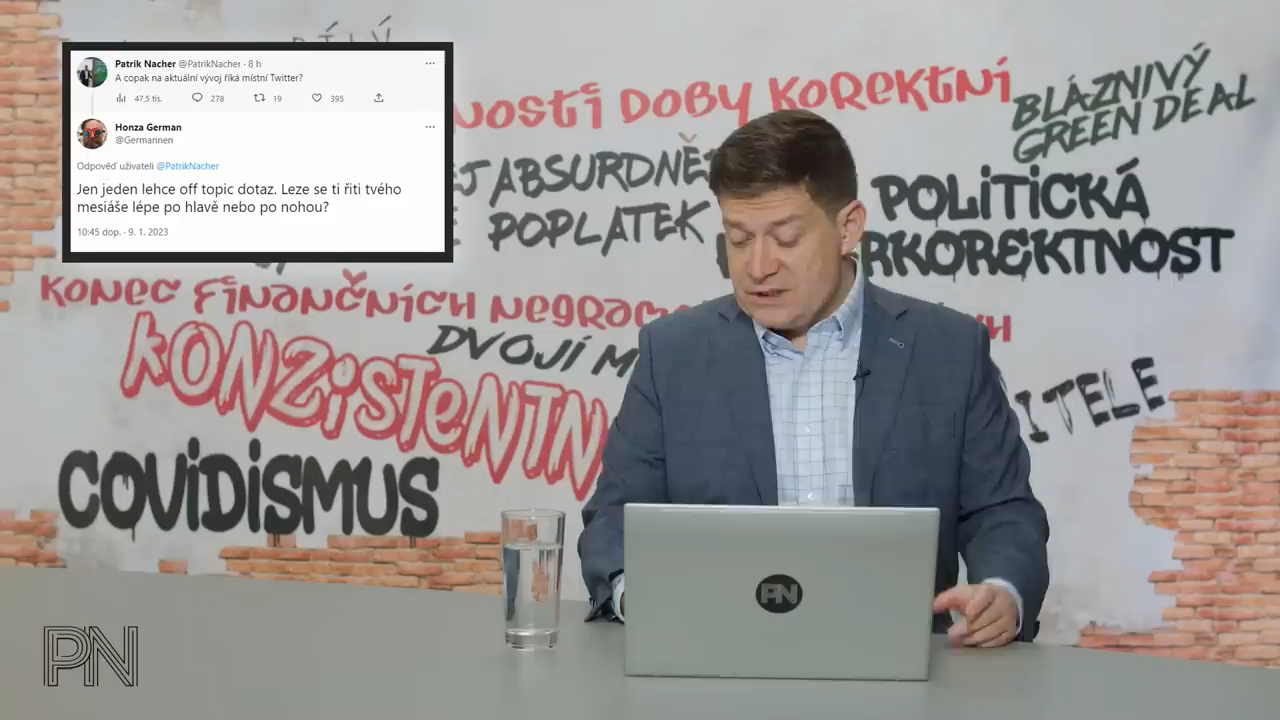 Patrik Nacher @PatrikNacher · 8 h
A copak na aktuální vývoj říká místní Twitter?
47,5 tis. 278 19 395
Honza German
@Germannen
Odpověď uživateli @PatrikNacher
Jen jeden lehce off topic dotaz. Leze se ti řiti tvého
mesiáše lépe po hlavě nebo po nohou?
10:45 dop. · 9. 1. 2023
DOBY KOREKTNÍ
BLÁZNIVÝ
GREEN DEAL
ABSURDNĚ
POPLATEK
POLITICKÁ
RKOREKTNOST
KONEC FINANČNÍCH
KONZISTENTN
DVOJÍ M
ITELE
COVIDISMUS
PN
PN